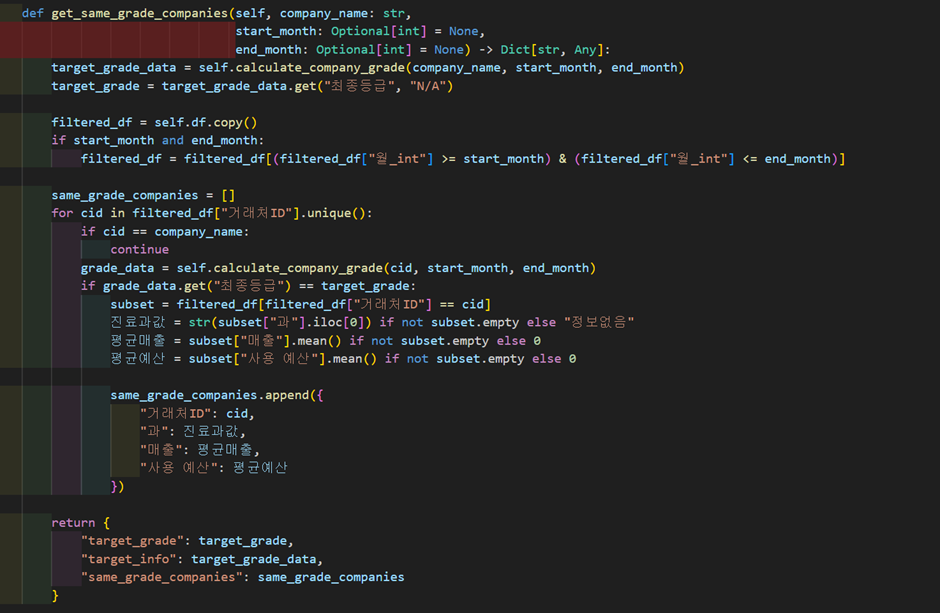 def get_same_grade_companies(self, company_name: str,
start_month: Optional[int] = None,
end_month: Optional[int] = None) -> Dict[str, Any]:
target_grade_data = self.calculate_company_grade(company_name, start_month, end_month)
target_grade = target_grade_data.get("최종등급", "N/A")
filtered_df = self.df.copy()
if start_month and end_month:
filtered_df = filtered_df[(filtered_df["월_int"] >= start_month) & (filtered_df["월_int"] <= end_month)]
same_grade_companies = []
for cid in filtered_df["거래처ID"].unique():
if cid == company_name:
continue
grade_data = self.calculate_company_grade(cid, start_month, end_month)
if grade_data.get("최종등급") == target_grade:
subset = filtered_df[filtered_df["거래처ID"] == cid]
진료과값 = str(subset["과"].iloc[0]) if not subset.empty else "정보없음"
평균매출 = subset["매출"].mean() if not subset.empty else 0
평균예산 = subset["사용 예산"].mean() if not subset.empty else 0
same_grade_companies.append({
"거래처ID": cid,
"과": 진료과값,
"매출": 평균매출,
"사용 예산": 평균예산
})
return {
"target_grade": target_grade,
"target_info": target_grade_data,
"same_grade_companies": same_grade_companies
}